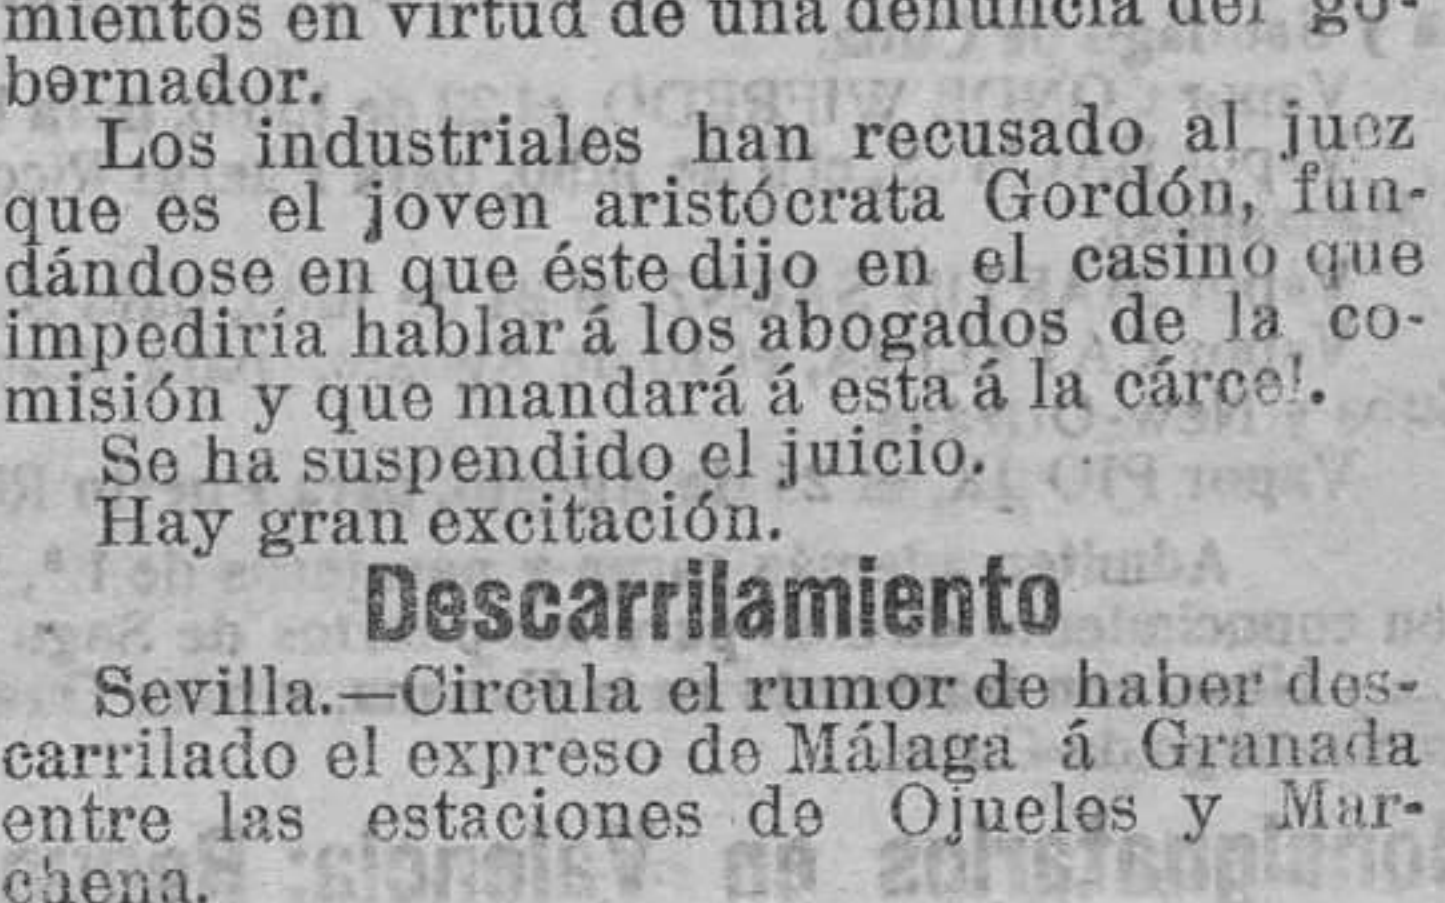 mientos en virtud de una denuncia del go-
bernador.
Los industriales han recusado al juez
que es el joven aristócrata Gordón, fun-
dándose en que éste dijo en el casino que
impediría hablar á los abogados de la co-
misión y que mandará á esta á la cárcel.
Se ha suspendido el juicio.
Hay gran excitación.
Descarrilamiento
Sevilla.—Circula el rumor de haber des-
carrilado el expreso de Málaga á Granada
entre las estaciones de Ojueles y Mar-
chena.